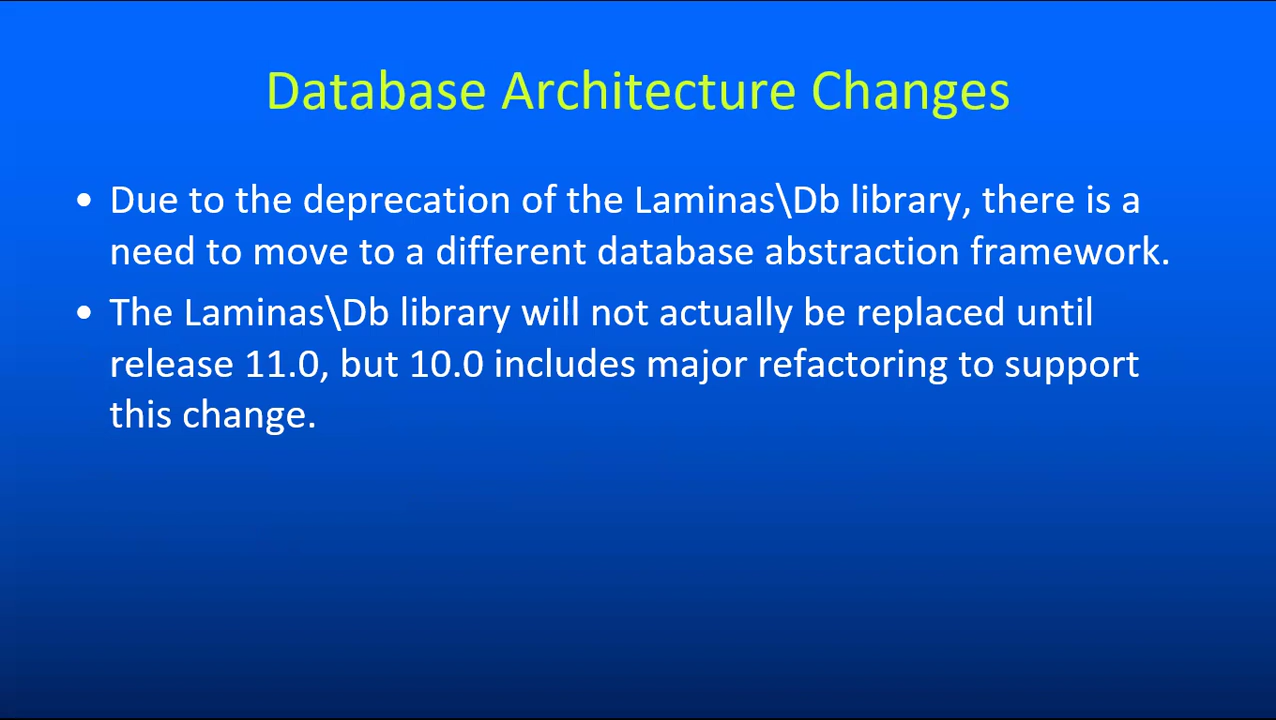 Database Architecture Changes
• Due to the deprecation of the Laminas\Db library, there is a
need to move to a different database abstraction framework.
• The Laminas\Db library will not actually be replaced until
release 11.0, but 10.0 includes major refactoring to support
this change.